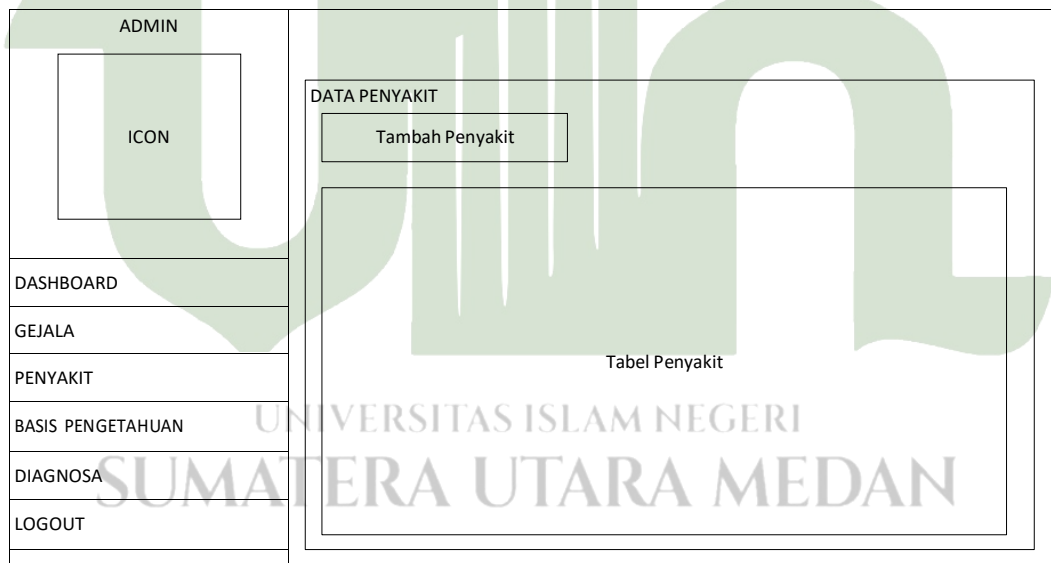 ADMIN
ICON
DASHBOARD
GEJALA
PENYAKIT
BASIS PENGETAHUAN
DIAGNOSA
LOGOUT
DATA PENYAKIT
Tambah Penyakit
Tabel Penyakit
UNIVERSITAS ISLAM NEGERI
SUMATERA UTARA MEDAN